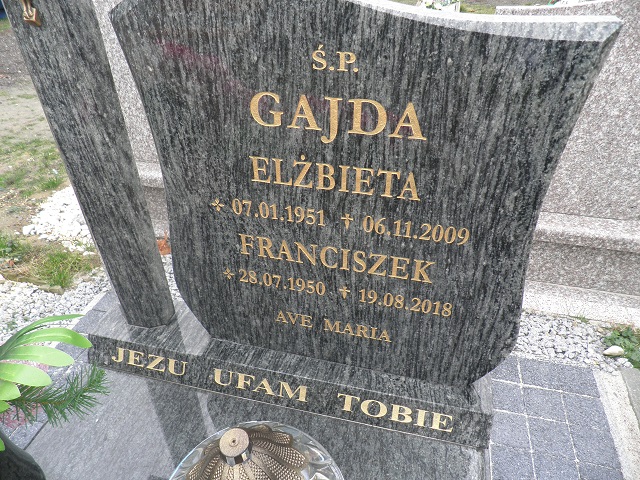 Ś.P.
GAJDA
ELŻBIETA
* 07.01.1951 ✝ 06.11.2009
FRANCISZEK
* 28.07.1950 ✝ 19.08.2018
AVE MARIA
JEZU UFAM TOBIE